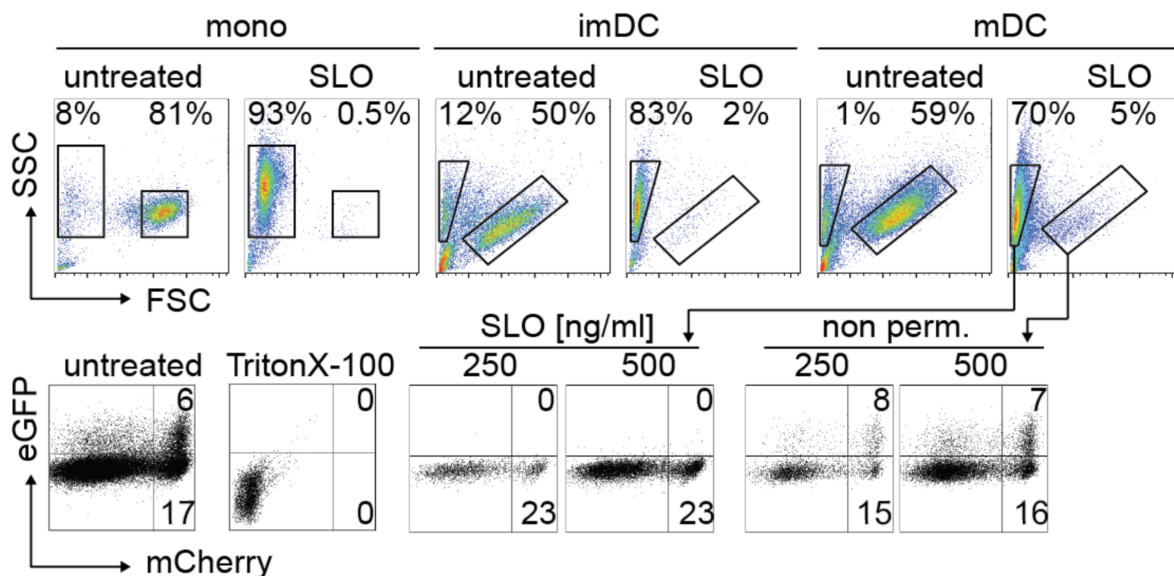 mono imDC mDC
untreated SLO untreated SLO untreated SLO
8% 81% 93% 0.5% 12% 50% 83% 2% 1% 59% 70% 5%
SSC
FSC
SLO [ng/ml] non perm.
untreated TritonX-100 250 500 250 500
6 0 0 0 8 7
eGFP
17 0 23 23 15 16
mCherry